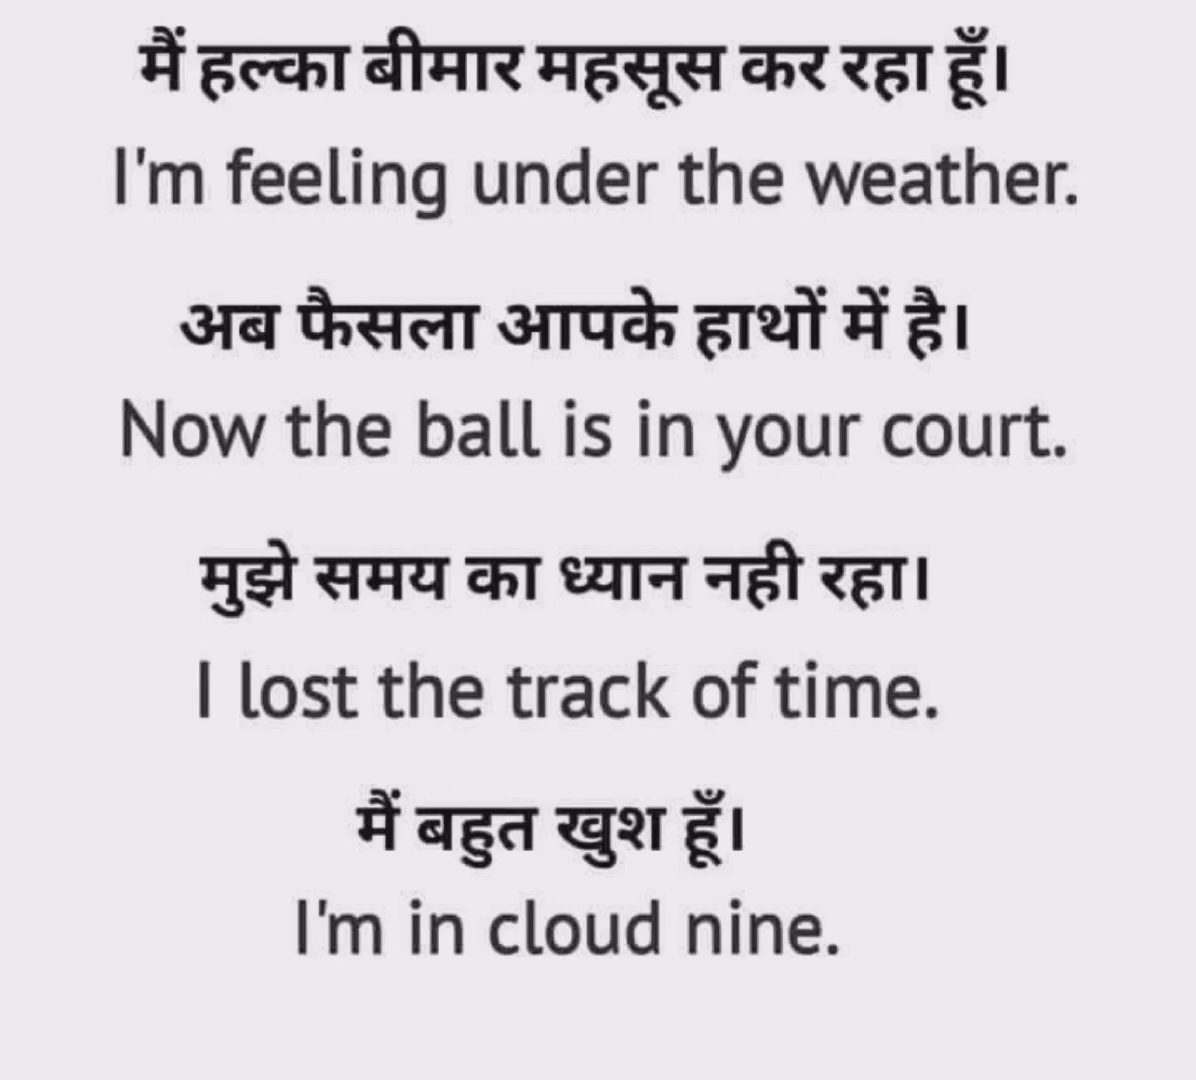 मैं हल्का बीमार महसूस कर रहा हूँ।
I'm feeling under the weather.
अब फैसला आपके हाथों में है।
Now the ball is in your court.
मुझे समय का ध्यान नही रहा।
I lost the track of time.
मैं बहुत खुश हूँ।
I'm in cloud nine.